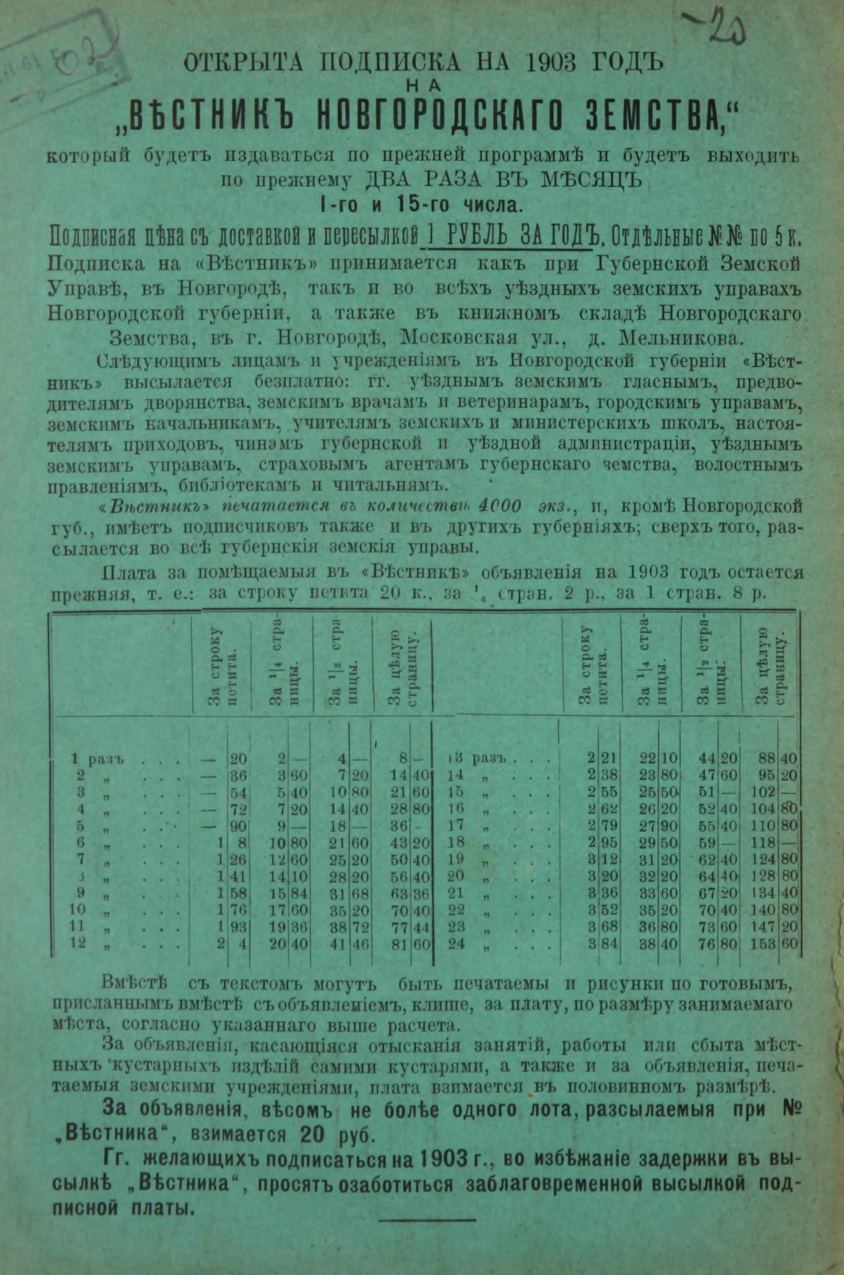 ОТКРЫТА ПОДПИСКА НА 1903 ГОДЪ
НА
„ВѢСТНИКЪ НОВГОРОДСКАГО ЗЕМСТВА,“
который будетъ издаваться по прежней программѣ и будетъ выходить
по прежнему ДВА РАЗА ВЪ МѢСЯЦЪ
1-го и 15-го числа.
Подписная цѣна съ доставкой и пересылкой 1 РУБЛЬ ЗА ГОДЪ. Отдѣльные №№ по 5 к.
Подписка на «Вѣстникъ» принимается какъ при Губернской Земской
Управѣ, въ Новгородѣ, такъ и во всѣхъ уѣздныхъ земскихъ управахъ
Новгородской губерніи, а также въ книжномъ складѣ Новгородскаго
Земства, въ г. Новгородѣ, Московская ул., д. Мельникова.
Слѣдующимъ лицамъ и учрежденіямъ въ Новгородской губерніи «Вѣст-
никъ» высылается безплатно: гг. уѣзднымъ земскимъ гласнымъ, предво-
дителямъ дворянства, земскимъ врачамъ и ветеринарамъ, городскимъ управамъ,
земскимъ начальникамъ, учителямъ земскихъ и министерскихъ школъ, настоя-
телямъ приходовъ, чинамъ губернской и уѣздной администраціи, уѣзднымъ
земскимъ управамъ, страховымъ агентамъ губернскаго земства, волостнымъ
правленіямъ, библіотекамъ и читальнямъ.
«Вѣстникъ» печатается въ количествѣ 4000 экз., и, кромѣ Новгородской
губ., имѣетъ подписчиковъ также и въ другихъ губерніяхъ; сверхъ того, раз-
сылается во всѣ губернскія земскія управы.
Плата за помѣщаемыя въ «Вѣстникѣ» объявленія на 1903 годъ остается
прежняя, т. е.: за строку петита 20 к., за ¼ стран. 2 р., за 1 стран. 8 р.
За строку петита. За ¼ стра-ницы. За ½ стра-ницы. За цѣлую страницу. За строку петита. За ¼ стра-ницы. За ½ стра-ницы. За цѣлую страницу.
1 разъ . . . — 20 2 — 4 — 8 — 13 разъ . . . 2 21 22 10 44 20 88 40
2 „ . . . — 36 3 60 7 20 14 40 14 „ . . . 2 38 23 80 47 60 95 20
3 „ . . . — 54 5 40 10 80 21 60 15 „ . . . 2 55 25 50 51 — 102 —
4 „ . . . — 72 7 20 14 40 28 80 16 „ . . . 2 62 26 20 52 40 104 80
5 „ . . . — 90 9 — 18 — 36 — 17 „ . . . 2 79 27 90 55 40 110 80
6 „ . . . 1 8 10 80 21 60 43 20 18 „ . . . 2 95 29 50 59 — 118 —
7 „ . . . 1 26 12 60 25 20 50 40 19 „ . . . 3 12 31 20 62 40 124 80
„ . . . 1 41 14 10 28 20 56 40 20 „ . . . 3 20 32 20 64 40 128 80
9 „ . . . 1 58 15 84 31 68 63 36 21 „ . . . 3 36 33 60 67 20 134 40
10 „ . . . 1 76 17 60 35 20 70 40 22 „ . . . 3 52 35 20 70 40 140 80
11 „ . . . 1 93 19 36 38 72 77 44 23 „ . . . 3 68 36 80 73 60 147 20
12 „ . . . 2 4 20 40 41 46 81 60 24 „ . . . 3 84 38 40 76 80 153 60
Вмѣстѣ съ текстомъ могутъ быть печатаемы и рисунки по готовымъ,
присланнымъ вмѣстѣ съ объявленіемъ, клише, за плату, по размѣру занимаемаго
мѣста, согласно указаннаго выше расчета.
За объявленія, касающіяся отысканія занятій, работы или сбыта мѣст-
ныхъ кустарныхъ издѣлій самими кустарями, а также и за объявленія, печа-
таемыя земскими учрежденіями, плата взимается въ половинномъ размѣрѣ.
За объявленія, вѣсомъ не болѣе одного лота, разсылаемыя при №
„Вѣстника“, взимается 20 руб.
Гг. желающихъ подписаться на 1903 г., во избѣжаніе задержки въ вы-
сылкѣ „Вѣстника“, просятъ озаботиться заблаговременной высылкой под-
писной платы.